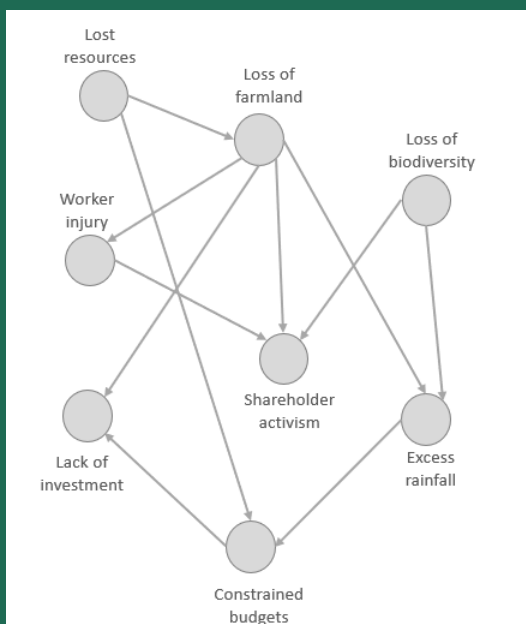 Lost
resources
Loss of
farmland
Loss of
biodiversity
Worker
injury
Shareholder
activism
Lack of
investment
Excess
rainfall
Constrained
budgets